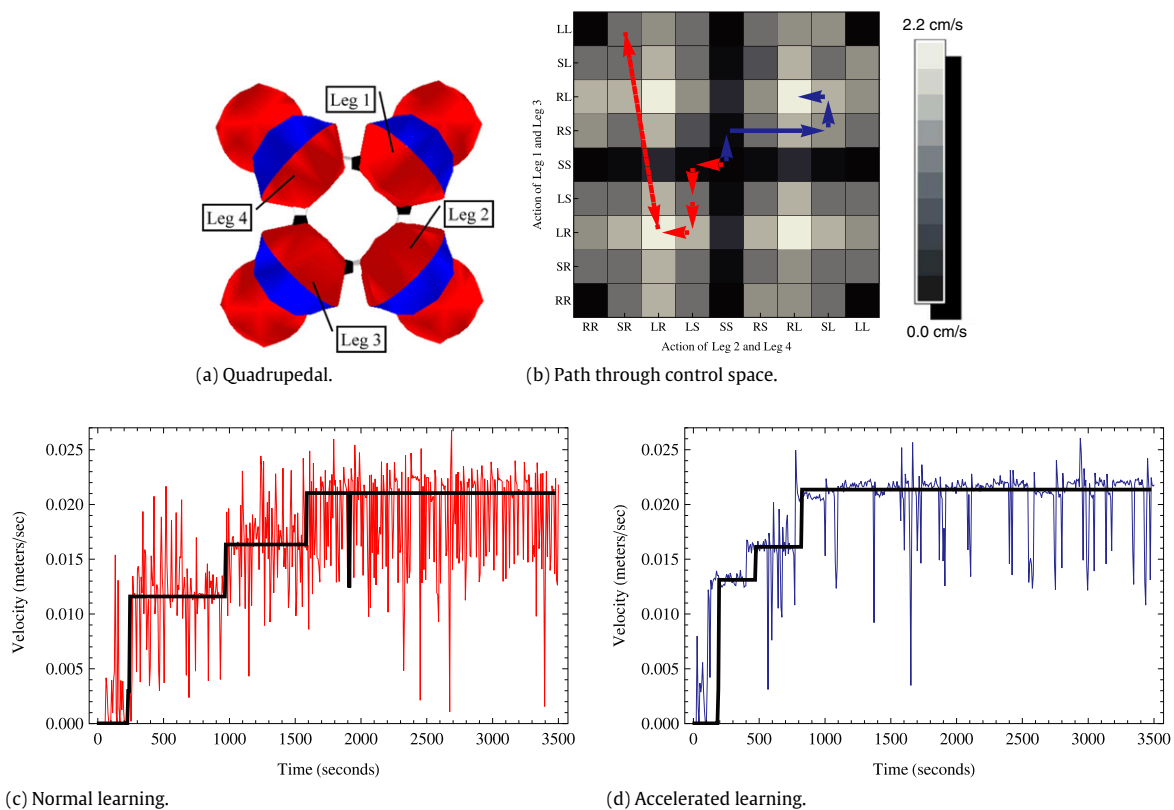 Leg 1
Leg 4
Leg 2
Leg 3
(a) Quadrupedal.
Action of Leg 1 and Leg 3
LL
SL
RL
RS
SS
LS
LR
SR
RR
RR SR LR LS SS RS RL SL LL
Action of Leg 2 and Leg 4
2.2 cm/s
0.0 cm/s
(b) Path through control space.
Velocity (meters/sec)
0.025
0.020
0.015
0.010
0.005
0.000
0 500 1000 1500 2000 2500 3000 3500
Time (seconds)
(c) Normal learning.
Velocity (meters/sec)
0.025
0.020
0.015
0.010
0.005
0.000
0 500 1000 1500 2000 2500 3000 3500
Time (seconds)
(d) Accelerated learning.